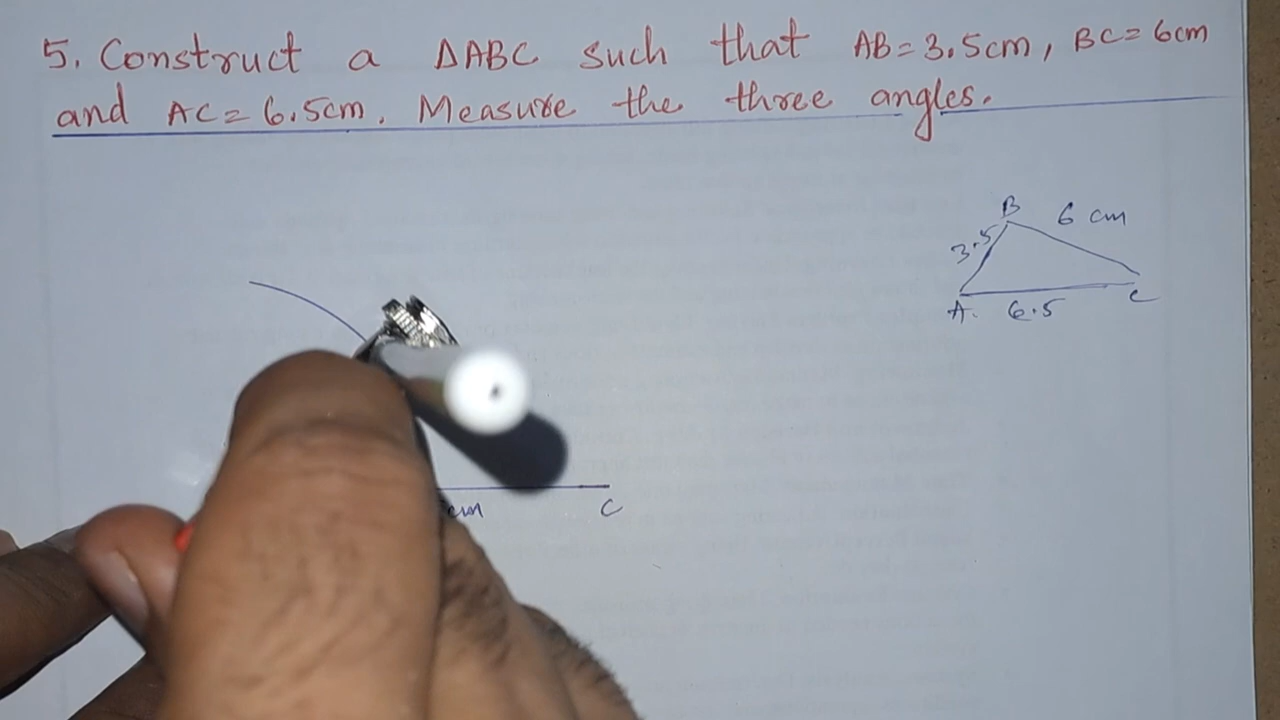 5. Construct a ΔABC such that AB = 3.5cm, BC = 6cm
and AC = 6.5cm. Measure the three angles.
B 6 cm
3.5
A. 6.5 C
cm C